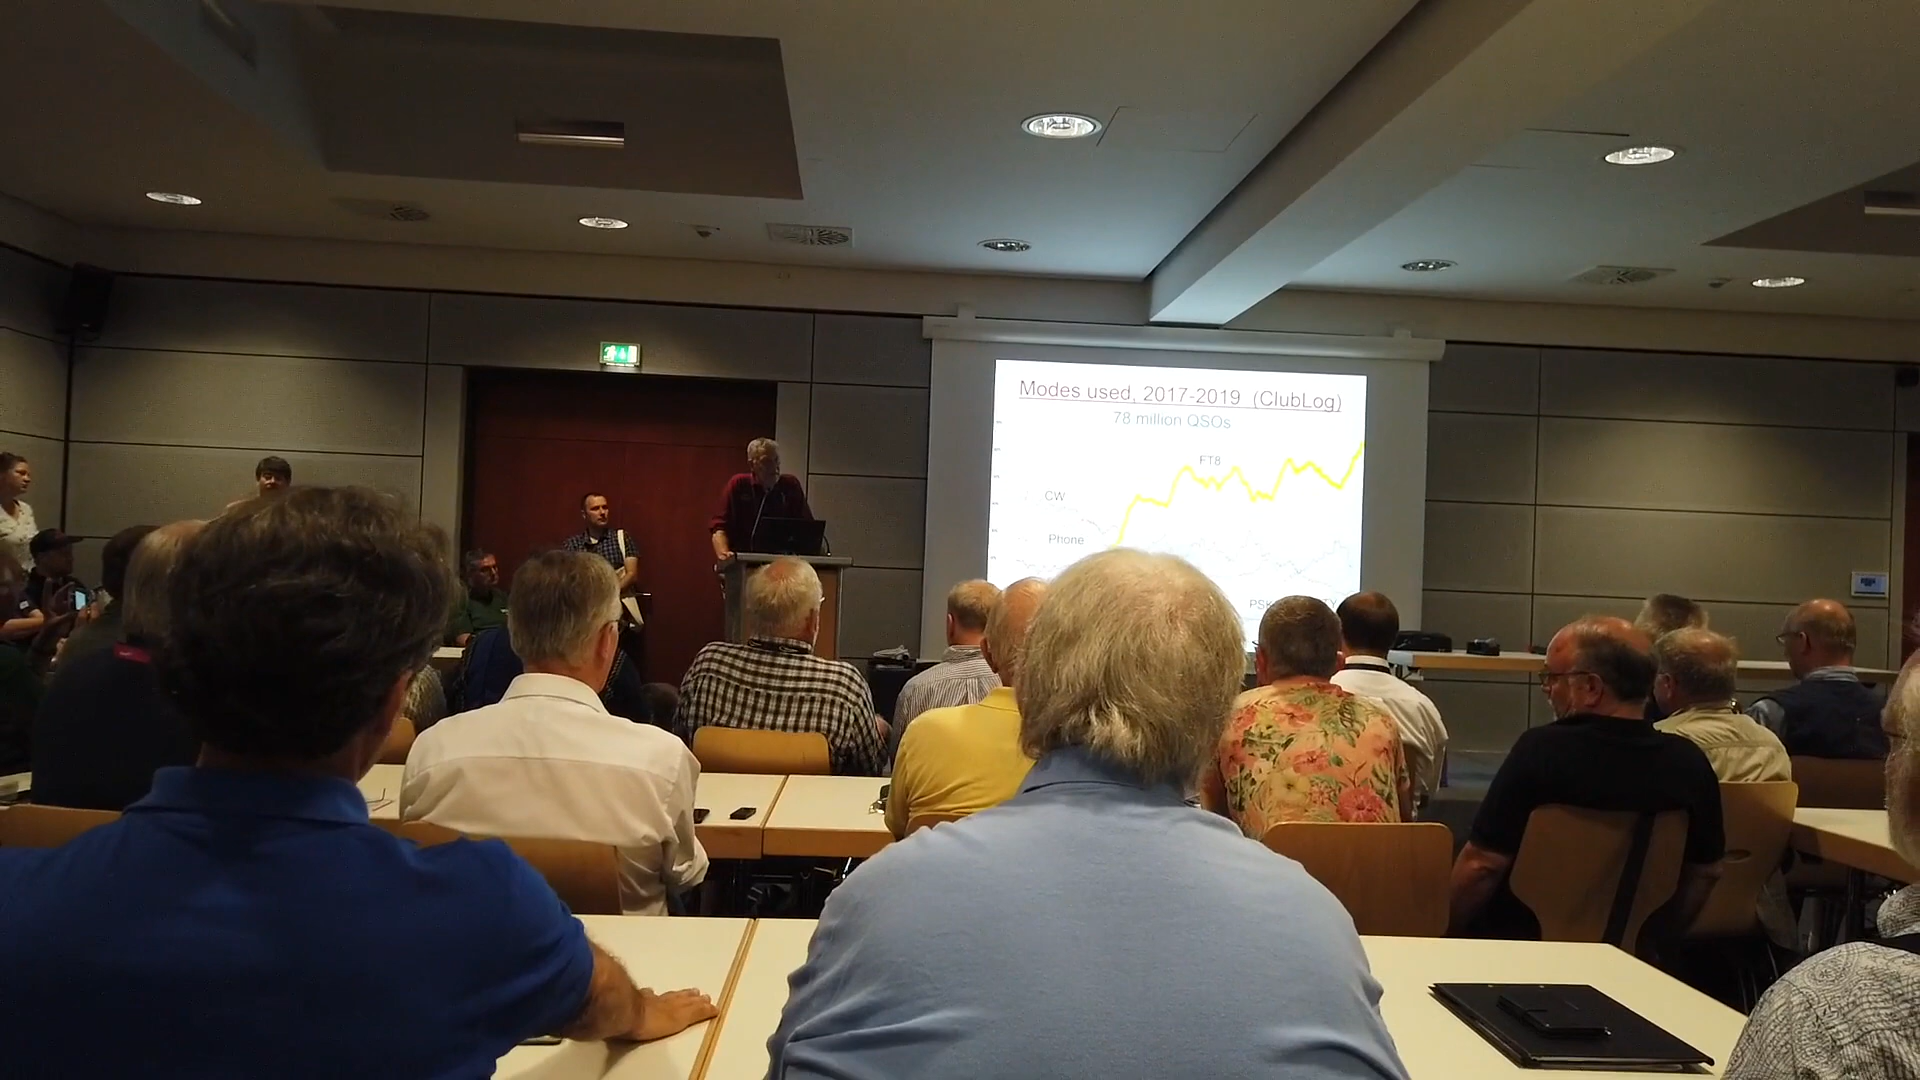 Modes used, 2017-2019 (ClubLog)
78 million QSOs
FT8
CW
Phone